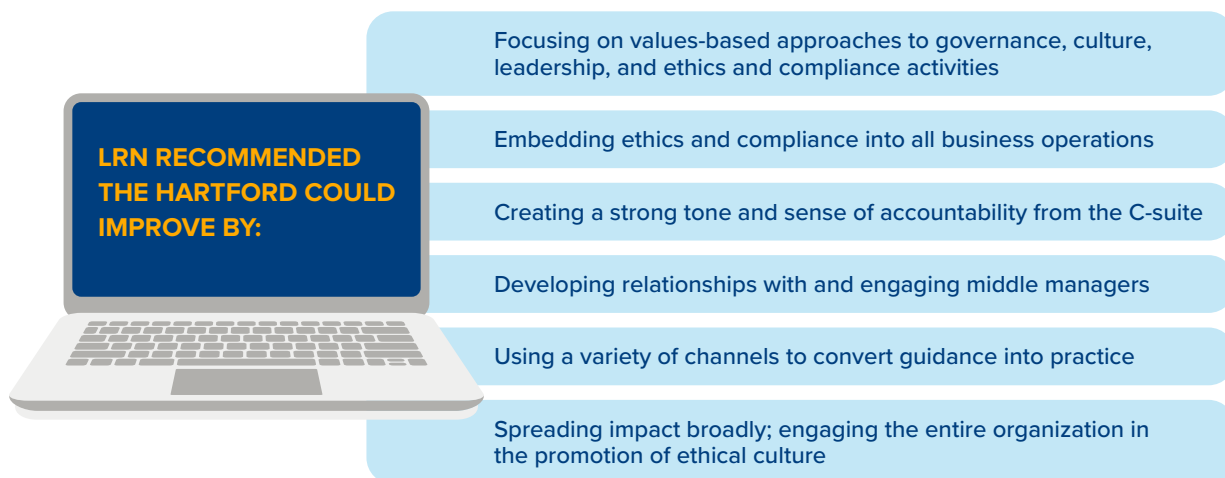 LRN RECOMMENDED
THE HARTFORD COULD
IMPROVE BY:
Focusing on values-based approaches to governance, culture,
leadership, and ethics and compliance activities
Embedding ethics and compliance into all business operations
Creating a strong tone and sense of accountability from the C-suite
Developing relationships with and engaging middle managers
Using a variety of channels to convert guidance into practice
Spreading impact broadly; engaging the entire organization in
the promotion of ethical culture